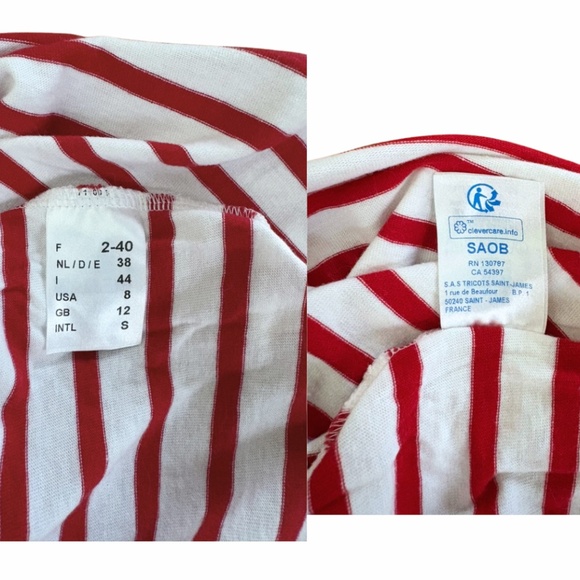 F 2-40
NL / D / E 38
I 44
USA 8
GB 12
INTL S
TM
clevercare.info
SAOB
RN 130787
CA 54397
S.A.S TRICOTS SAINT-JAMES
1 rue de Beaufour B.P. 1
50240 SAINT-JAMES
FRANCE